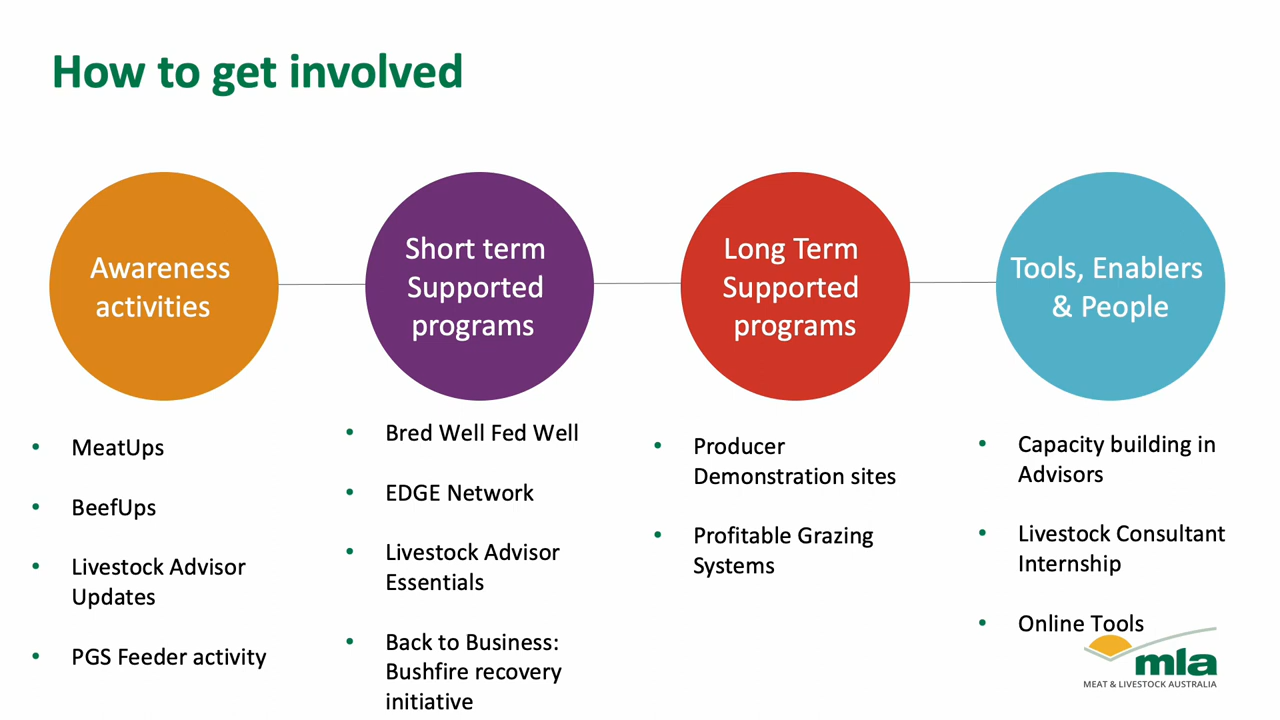 How to get involved
Awareness
activities
Short term
Supported
programs
Long Term
Supported
programs
Tools, Enablers
& People
• MeatUps
• BeefUps
• Livestock Advisor
Updates
• PGS Feeder activity
• Bred Well Fed Well
• EDGE Network
• Livestock Advisor
Essentials
• Back to Business:
Bushfire recovery
initiative
• Producer
Demonstration sites
• Profitable Grazing
Systems
• Capacity building in
Advisors
• Livestock Consultant
Internship
• Online Tools
mla
MEAT & LIVESTOCK AUSTRALIA